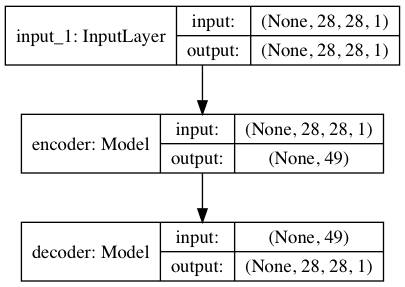 input_1: InputLayer
input: (None, 28, 28, 1)
output: (None, 28, 28, 1)
encoder: Model
input: (None, 28, 28, 1)
output: (None, 49)
decoder: Model
input: (None, 49)
output: (None, 28, 28, 1)